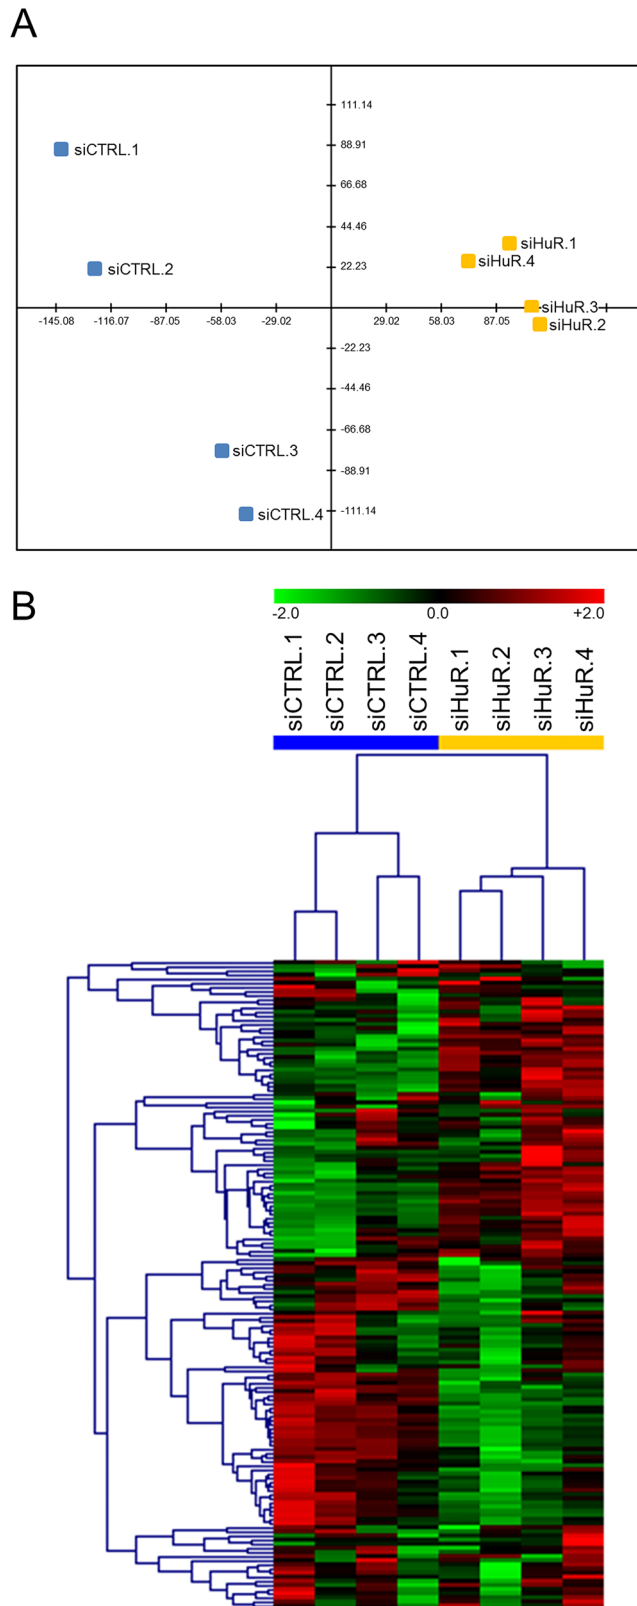 A
111.14
88.91
siCTRL.1
66.68
44.46
siHuR.1
siHuR.4
siCTRL.2
22.23
siHuR.3
-145.08 -116.07 -87.05 -58.03 -29.02 29.02 58.03 87.05
siHuR.2
-22.23
-44.46
-66.68
siCTRL.3
-88.91
-111.14
siCTRL.4
B
-2.0 0.0 +2.0
siCTRL.1 siCTRL.2 siCTRL.3 siCTRL.4 siHuR.1 siHuR.2 siHuR.3 siHuR.4